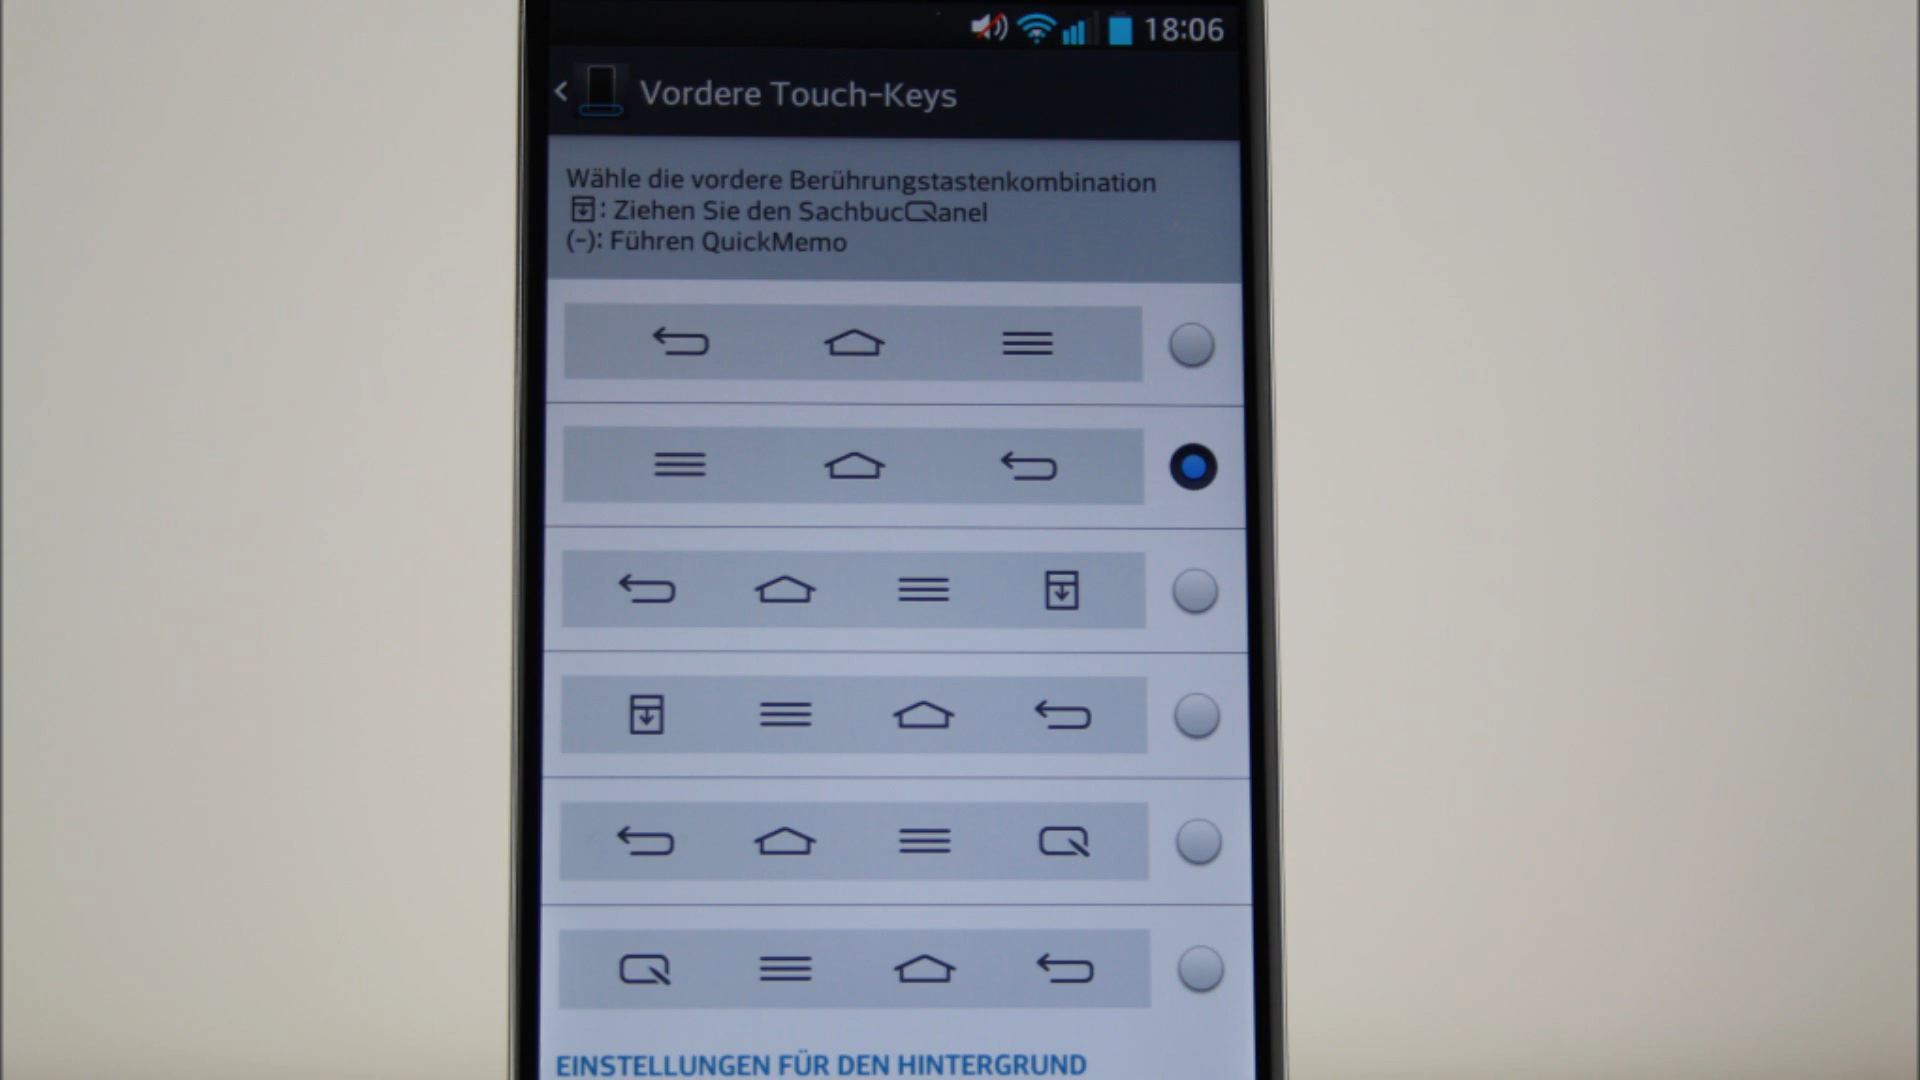 18:06
Vordere Touch-Keys
Wähle die vordere Berührungstastenkombination
: Ziehen Sie den Sachbuc anel
(-): Führen QuickMemo
EINSTELLUNGEN FÜR DEN HINTERGRUND